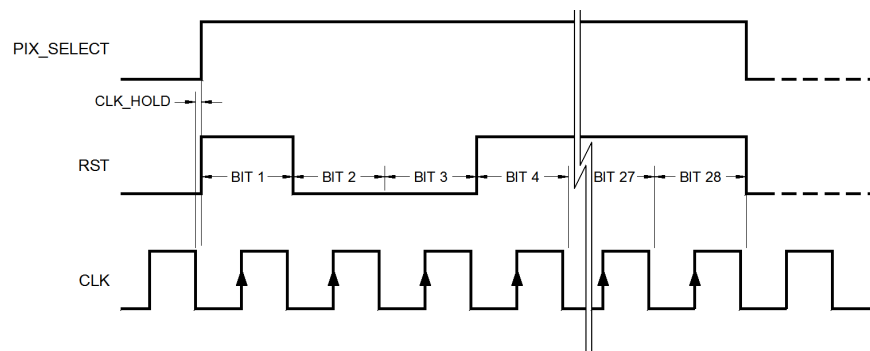 PIX_SELECT
CLK_HOLD
RST
BIT 1 BIT 2 BIT 3 BIT 4 BIT 27 BIT 28
CLK